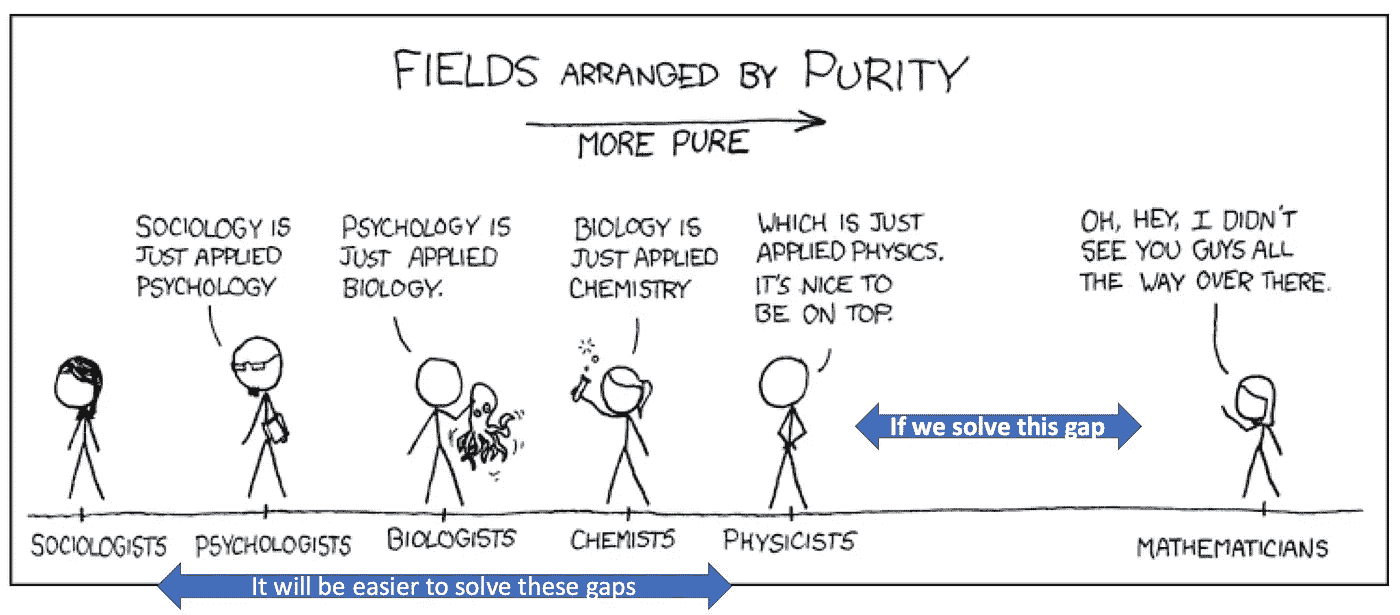 FIELDS ARRANGED BY PURITY
MORE PURE
SOCIOLOGY IS
JUST APPLIED
PSYCHOLOGY
PSYCHOLOGY IS
JUST APPLIED
BIOLOGY.
BIOLOGY IS
JUST APPLIED
CHEMISTRY
WHICH IS JUST
APPLIED PHYSICS.
IT'S NICE TO
BE ON TOP.
OH, HEY, I DIDN'T
SEE YOU GUYS ALL
THE WAY OVER THERE.
If we solve this gap
SOCIOLOGISTS
PSYCHOLOGISTS
BIOLOGISTS
CHEMISTS
PHYSICISTS
MATHEMATICIANS
It will be easier to solve these gaps